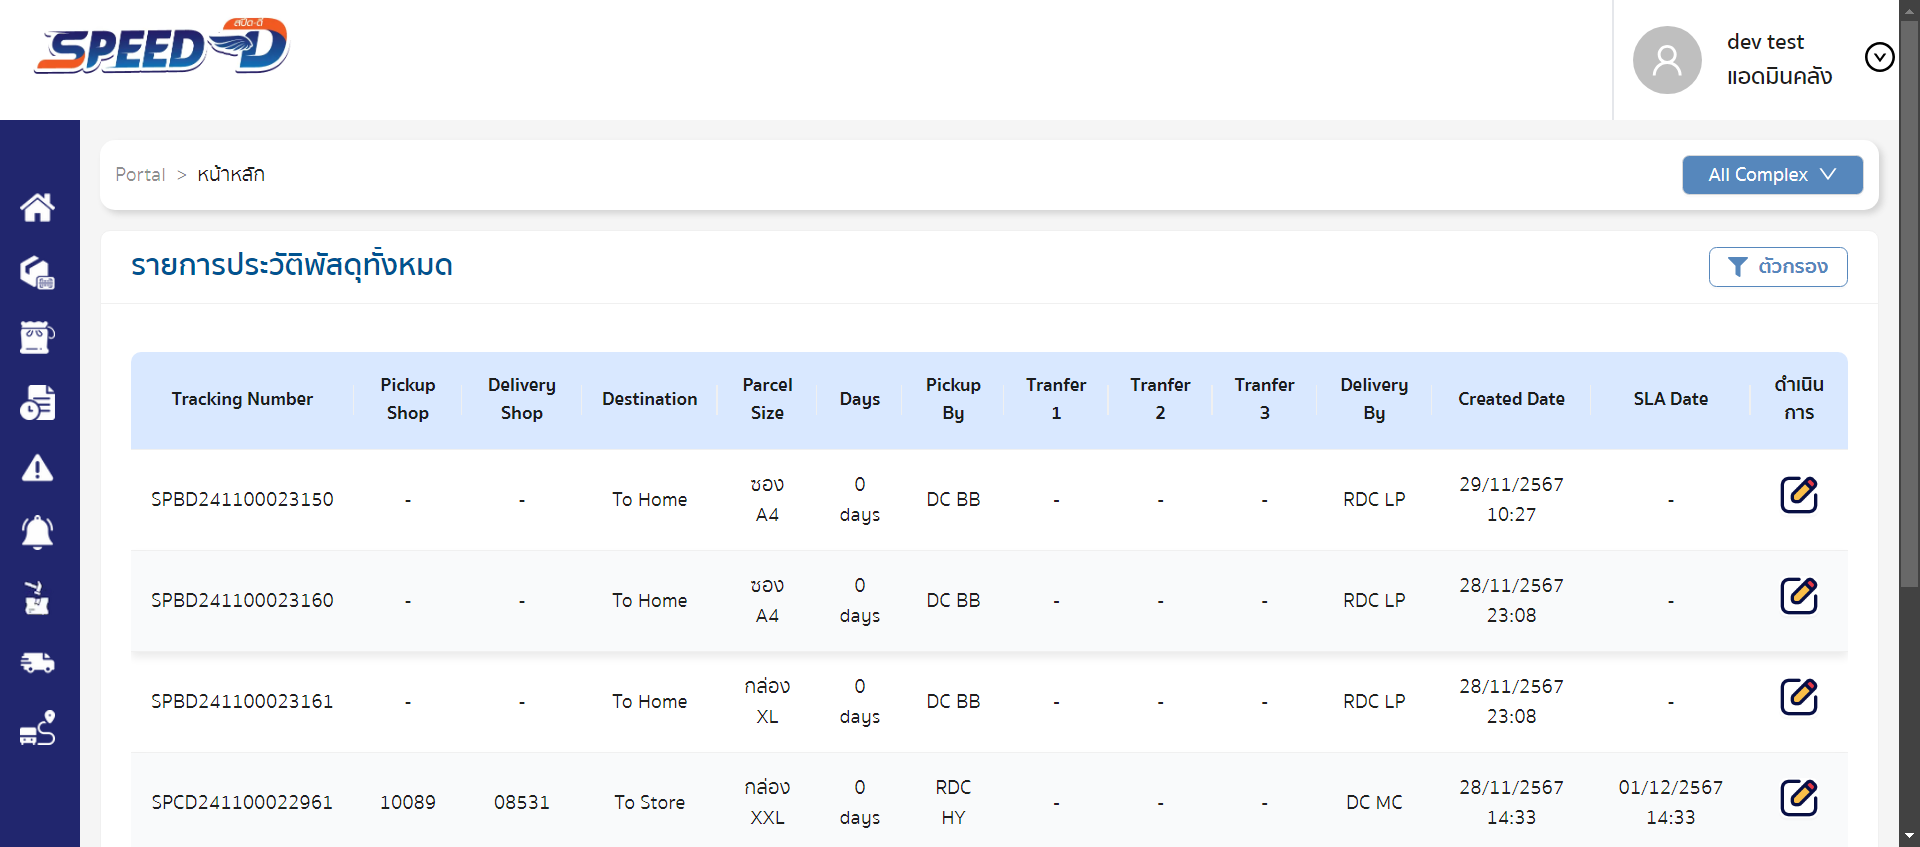 สปีด-ดี
SPEED-D
dev test
แอดมินคลัง
Portal > หน้าหลัก
All Complex
รายการประวัติพัสดุทั้งหมด
ตัวกรอง
Tracking Number Pickup Shop Delivery Shop Destination Parcel Size Days Pickup By Tranfer 1 Tranfer 2 Tranfer 3 Delivery By Created Date SLA Date ดำเนินการ
SPBD241100023150 - - To Home ซอง A4 0 days DC BB - - - RDC LP 29/11/2567 10:27 -
SPBD241100023160 - - To Home ซอง A4 0 days DC BB - - - RDC LP 28/11/2567 23:08 -
SPBD241100023161 - - To Home กล่อง XL 0 days DC BB - - - RDC LP 28/11/2567 23:08 -
SPCD241100022961 10089 08531 To Store กล่อง XXL 0 days RDC HY - - - DC MC 28/11/2567 14:33 01/12/2567 14:33